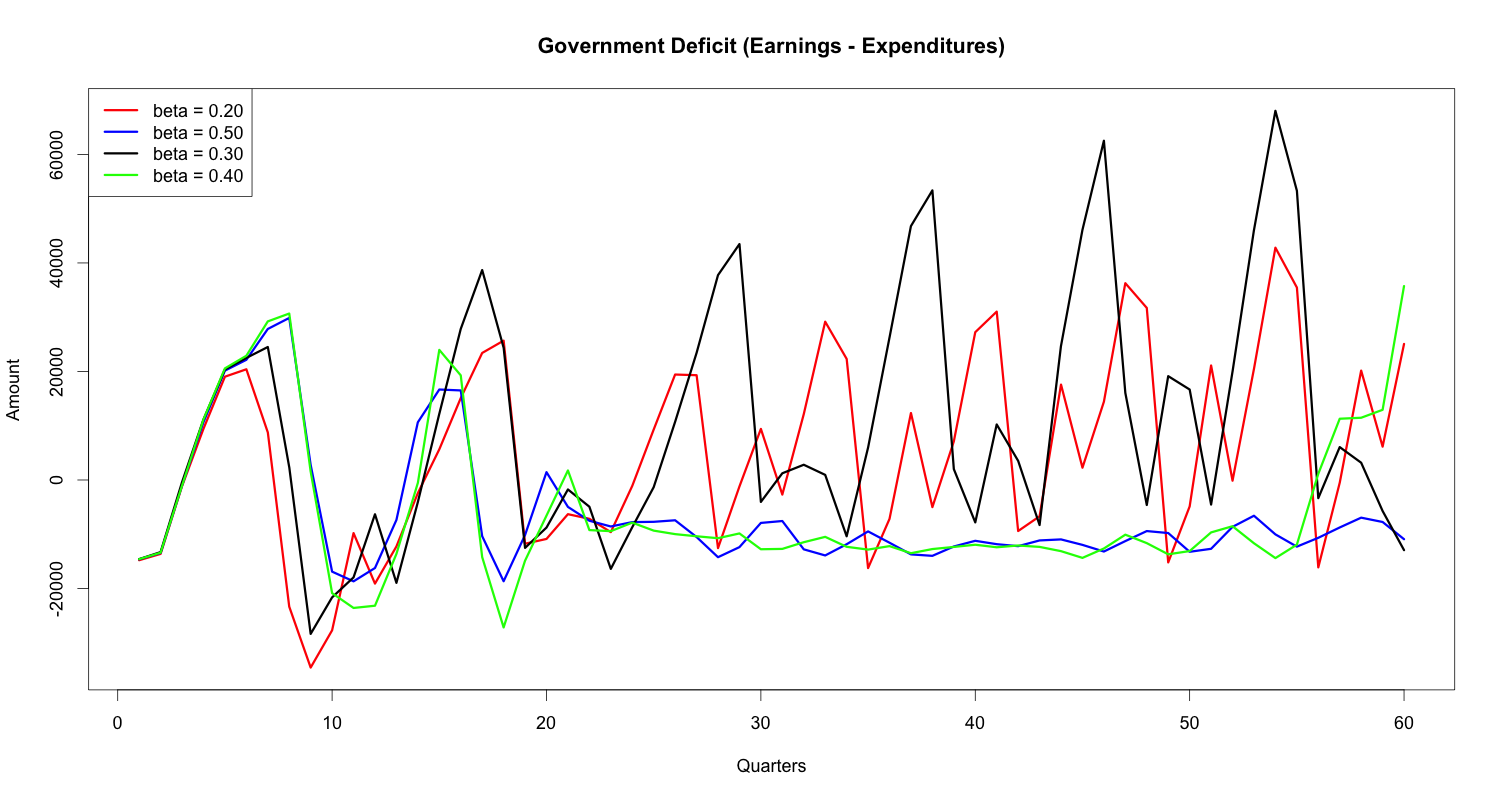 Government Deficit (Earnings - Expenditures)
beta = 0.20
beta = 0.50
beta = 0.30
beta = 0.40
Amount
60000
40000
20000
0
-20000
0 10 20 30 40 50 60
Quarters